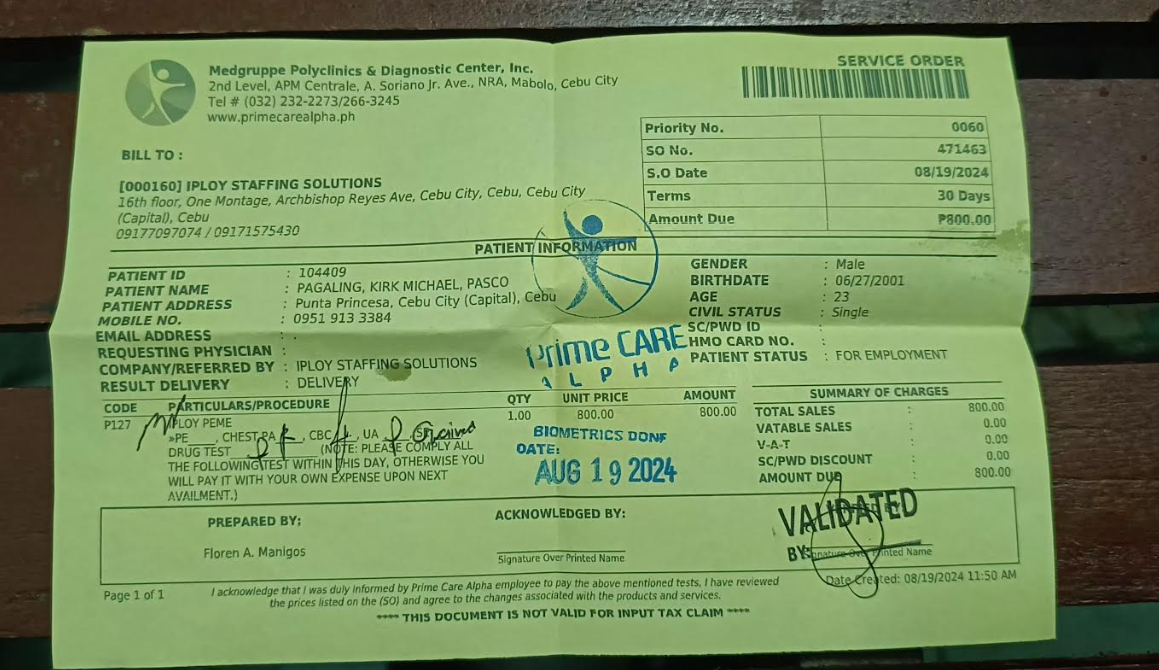 Medgruppe Polyclinics & Diagnostic Center, Inc.
2nd Level, APM Centrale, A. Soriano Jr. Ave., NRA, Mabolo, Cebu City
Tel # (032) 232-2273/266-3245
www.primecarealpha.ph
SERVICE ORDER
Priority No. 0060
SO No. 471463
S.O Date 08/19/2024
Terms 30 Days
Amount Due ₱800.00
BILL TO :
[000160] IPLOY STAFFING SOLUTIONS
16th floor, One Montage, Archbishop Reyes Ave, Cebu City, Cebu, Cebu City
(Capital), Cebu
09177097074 / 09171575430
PATIENT INFORMATION
PATIENT ID : 104409
PATIENT NAME : PAGALING, KIRK MICHAEL, PASCO
PATIENT ADDRESS : Punta Princesa, Cebu City (Capital), Cebu
MOBILE NO. : 0951 913 3384
EMAIL ADDRESS : .
REQUESTING PHYSICIAN :
COMPANY/REFERRED BY : IPLOY STAFFING SOLUTIONS
RESULT DELIVERY : DELIVERY
GENDER : Male
BIRTHDATE : 06/27/2001
AGE : 23
CIVIL STATUS : Single
SC/PWD ID :
HMO CARD NO. :
PATIENT STATUS : FOR EMPLOYMENT
Prime CARE
ALPHA
CODE PARTICULARS/PROCEDURE QTY UNIT PRICE AMOUNT
P127 IPLOY PEME 1.00 800.00 800.00
»PE____, CHEST PA____, CBC____, UA____,
DRUG TEST ____ (NOTE: PLEASE COMPLY ALL
THE FOLLOWING TEST WITHIN THIS DAY, OTHERWISE YOU
WILL PAY IT WITH YOUR OWN EXPENSE UPON NEXT
AVAILMENT.)
BIOMETRICS DONE
DATE:
AUG 19 2024
SUMMARY OF CHARGES
TOTAL SALES : 800.00
VATABLE SALES : 0.00
V-A-T : 0.00
SC/PWD DISCOUNT : 0.00
AMOUNT DUE : 800.00
PREPARED BY:
Floren A. Manigos
ACKNOWLEDGED BY:
Signature Over Printed Name
VALIDATED
BY:
Signature Over Printed Name
Page 1 of 1
I acknowledge that I was duly informed by Prime Care Alpha employee to pay the above mentioned tests. I have reviewed
the prices listed on the (SO) and agree to the changes associated with the products and services.
Date Created: 08/19/2024 11:50 AM
**** THIS DOCUMENT IS NOT VALID FOR INPUT TAX CLAIM ****